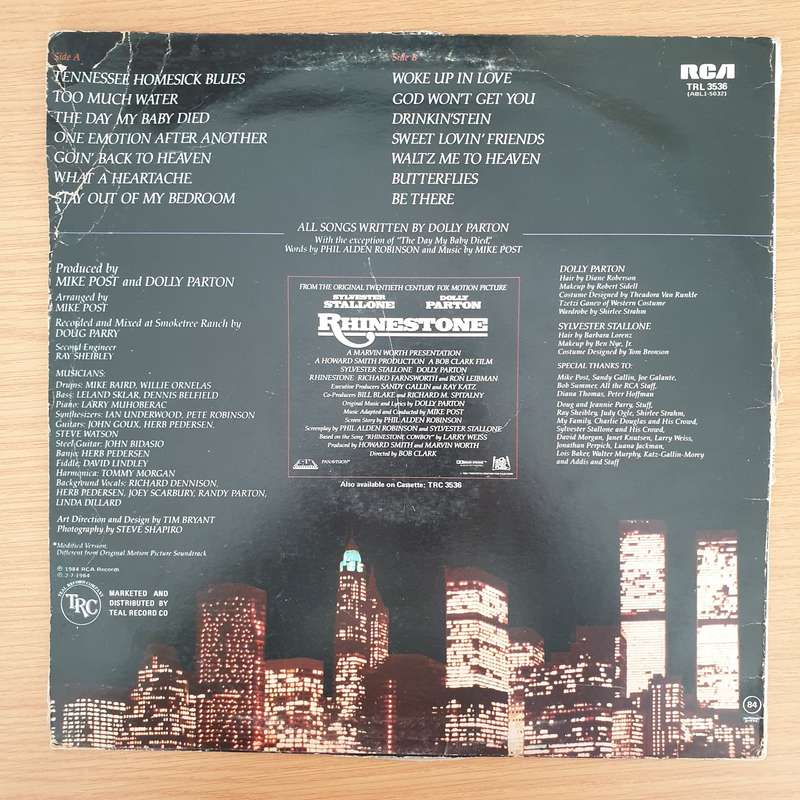 Side A
TENNESSEE HOMESICK BLUES
TOO MUCH WATER
THE DAY MY BABY DIED
ONE EMOTION AFTER ANOTHER
GOIN' BACK TO HEAVEN
WHAT A HEARTACHE
STAY OUT OF MY BEDROOM
Side B
WOKE UP IN LOVE
GOD WON'T GET YOU
DRINKIN'STEIN
SWEET LOVIN' FRIENDS
WALTZ ME TO HEAVEN
BUTTERFLIES
BE THERE
RCA
TRL 3536
(ABL1-5032)
ALL SONGS WRITTEN BY DOLLY PARTON
With the exception of "The Day My Baby Died,"
Words by PHIL ALDEN ROBINSON and Music by MIKE POST
Produced by
MIKE POST and DOLLY PARTON
Arranged by
MIKE POST
Recorded and Mixed at Smoketree Ranch by
DOUG PARRY
Second Engineer
RAY SHEIBLEY
MUSICIANS:
Drums: MIKE BAIRD, WILLIE ORNELAS
Bass: LELAND SKLAR, DENNIS BELFIELD
Piano: LARRY MUHOBERAC
Synthesizers: IAN UNDERWOOD, PETE ROBINSON
Guitars: JOHN GOUX, HERB PEDERSEN,
STEVE WATSON
Steel Guitar: JOHN BIDASIO
Banjo: HERB PEDERSEN
Fiddle: DAVID LINDLEY
Harmonica: TOMMY MORGAN
Background Vocals: RICHARD DENNISON,
HERB PEDERSEN, JOEY SCARBURY, RANDY PARTON,
LINDA DILLARD
Art Direction and Design by TIM BRYANT
Photography by STEVE SHAPIRO
*Modified Version.
Different from Original Motion Picture Soundtrack
℗ 1984 RCA Records
© 2-7-1984
TEAL RECORD COMPANY
TRC
MARKETED AND
DISTRIBUTED BY
TEAL RECORD CO
FROM THE ORIGINAL TWENTIETH CENTURY FOX MOTION PICTURE
SYLVESTER STALLONE
DOLLY PARTON
RHINESTONE
A MARVIN WORTH PRESENTATION
A HOWARD SMITH PRODUCTION A BOB CLARK FILM
SYLVESTER STALLONE DOLLY PARTON
RHINESTONE RICHARD FARNSWORTH and RON LEIBMAN
Executive Producers SANDY GALLIN and RAY KATZ
Co-Producers BILL BLAKE and RICHARD M. SPITALNY
Original Music and Lyrics by DOLLY PARTON
Music Adapted and Conducted by MIKE POST
Screen Story by PHIL ALDEN ROBINSON
Screenplay by PHIL ALDEN ROBINSON and SYLVESTER STALLONE
Based on the Song "RHINESTONE COWBOY" by LARRY WEISS
Produced by HOWARD SMITH and MARVIN WORTH
Directed by BOB CLARK
PANAVISION®
Also available on Cassette: TRC 3536
DOLLY PARTON
Hair by Diane Roberson
Makeup by Robert Sidell
Costume Designed by Theadora Van Runkle
Tzetzi Ganev of Western Costume
Wardrobe by Shirlee Strahm
SYLVESTER STALLONE
Hair by Barbara Lorenz
Makeup by Ben Nye, Jr.
Costume Designed by Tom Bronson
SPECIAL THANKS TO:
Mike Post, Sandy Gallin, Joe Galante,
Bob Summer, All the RCA Staff,
Diana Thomas, Peter Hoffman
Doug and Jeannie Parry, Stuff,
Ray Sheibley, Judy Ogle, Shirlee Strahm,
My Family, Charlie Douglas and His Crowd,
Sylvester Stallone and His Crowd,
David Morgan, Janet Knutsen, Larry Weiss,
Jonathan Perpich, Luana Jackman,
Lois Baker, Walter Murphy, Katz-Gallin-Morey
and Addis and Staff
84